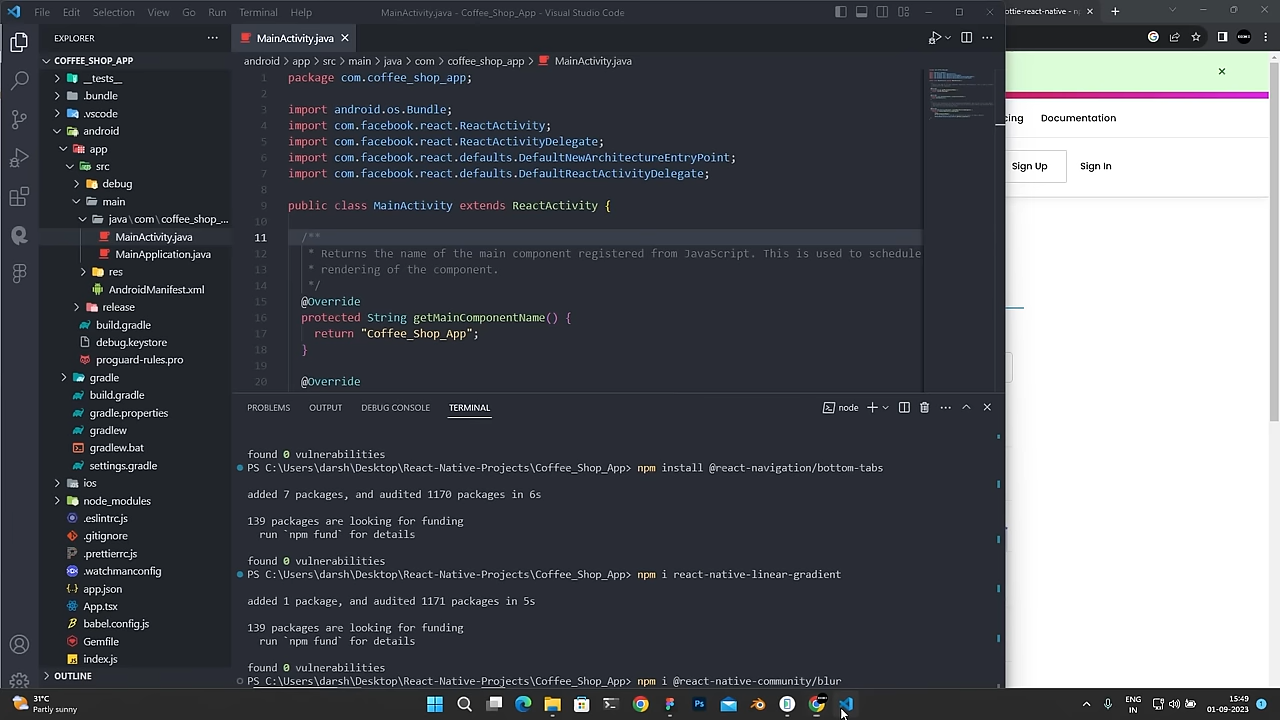 File Edit Selection View Go Run Terminal Help
MainActivity.java - Coffee_Shop_App - Visual Studio Code
ottie-react-nativ
EXPLORER
MainActivity.java
COFFEE_SHOP_APP
android > app > src > main > java > com > coffee_shop_app > MainActivity.java
__tests__
.bundle
.vscode
android
app
src
debug
main
java\com\coffee_shop_...
MainActivity.java
MainApplication.java
res
AndroidManifest.xml
release
build.gradle
debug.keystore
proguard-rules.pro
gradle
build.gradle
gradle.properties
gradlew
gradlew.bat
settings.gradle
ios
node_modules
.eslintrc.js
.gitignore
.prettierrc.js
.watchmanconfig
app.json
App.tsx
babel.config.js
Gemfile
index.js
OUTLINE
1 package com.coffee_shop_app;
2
3 import android.os.Bundle;
4 import com.facebook.react.ReactActivity;
5 import com.facebook.react.ReactActivityDelegate;
6 import com.facebook.react.defaults.DefaultNewArchitectureEntryPoint;
7 import com.facebook.react.defaults.DefaultReactActivityDelegate;
8
9 public class MainActivity extends ReactActivity {
10
11 /**
12 * Returns the name of the main component registered from JavaScript. This is used to schedule
13 * rendering of the component.
14 */
15 @Override
16 protected String getMainComponentName() {
17 return "Coffee_Shop_App";
18 }
19
20 @Override
PROBLEMS OUTPUT DEBUG CONSOLE TERMINAL
node
found 0 vulnerabilities
PS C:\Users\darsh\Desktop\React-Native-Projects\Coffee_Shop_App> npm install @react-navigation/bottom-tabs
added 7 packages, and audited 1170 packages in 6s
139 packages are looking for funding
run `npm fund` for details
found 0 vulnerabilities
PS C:\Users\darsh\Desktop\React-Native-Projects\Coffee_Shop_App> npm i react-native-linear-gradient
added 1 package, and audited 1171 packages in 5s
139 packages are looking for funding
run `npm fund` for details
found 0 vulnerabilities
PS C:\Users\darsh\Desktop\React-Native-Projects\Coffee_Shop_App> npm i @react-native-community/blur
cing Documentation
Sign Up Sign In
31°C
Partly sunny
ENG
IN
15:49
01-09-2023
1